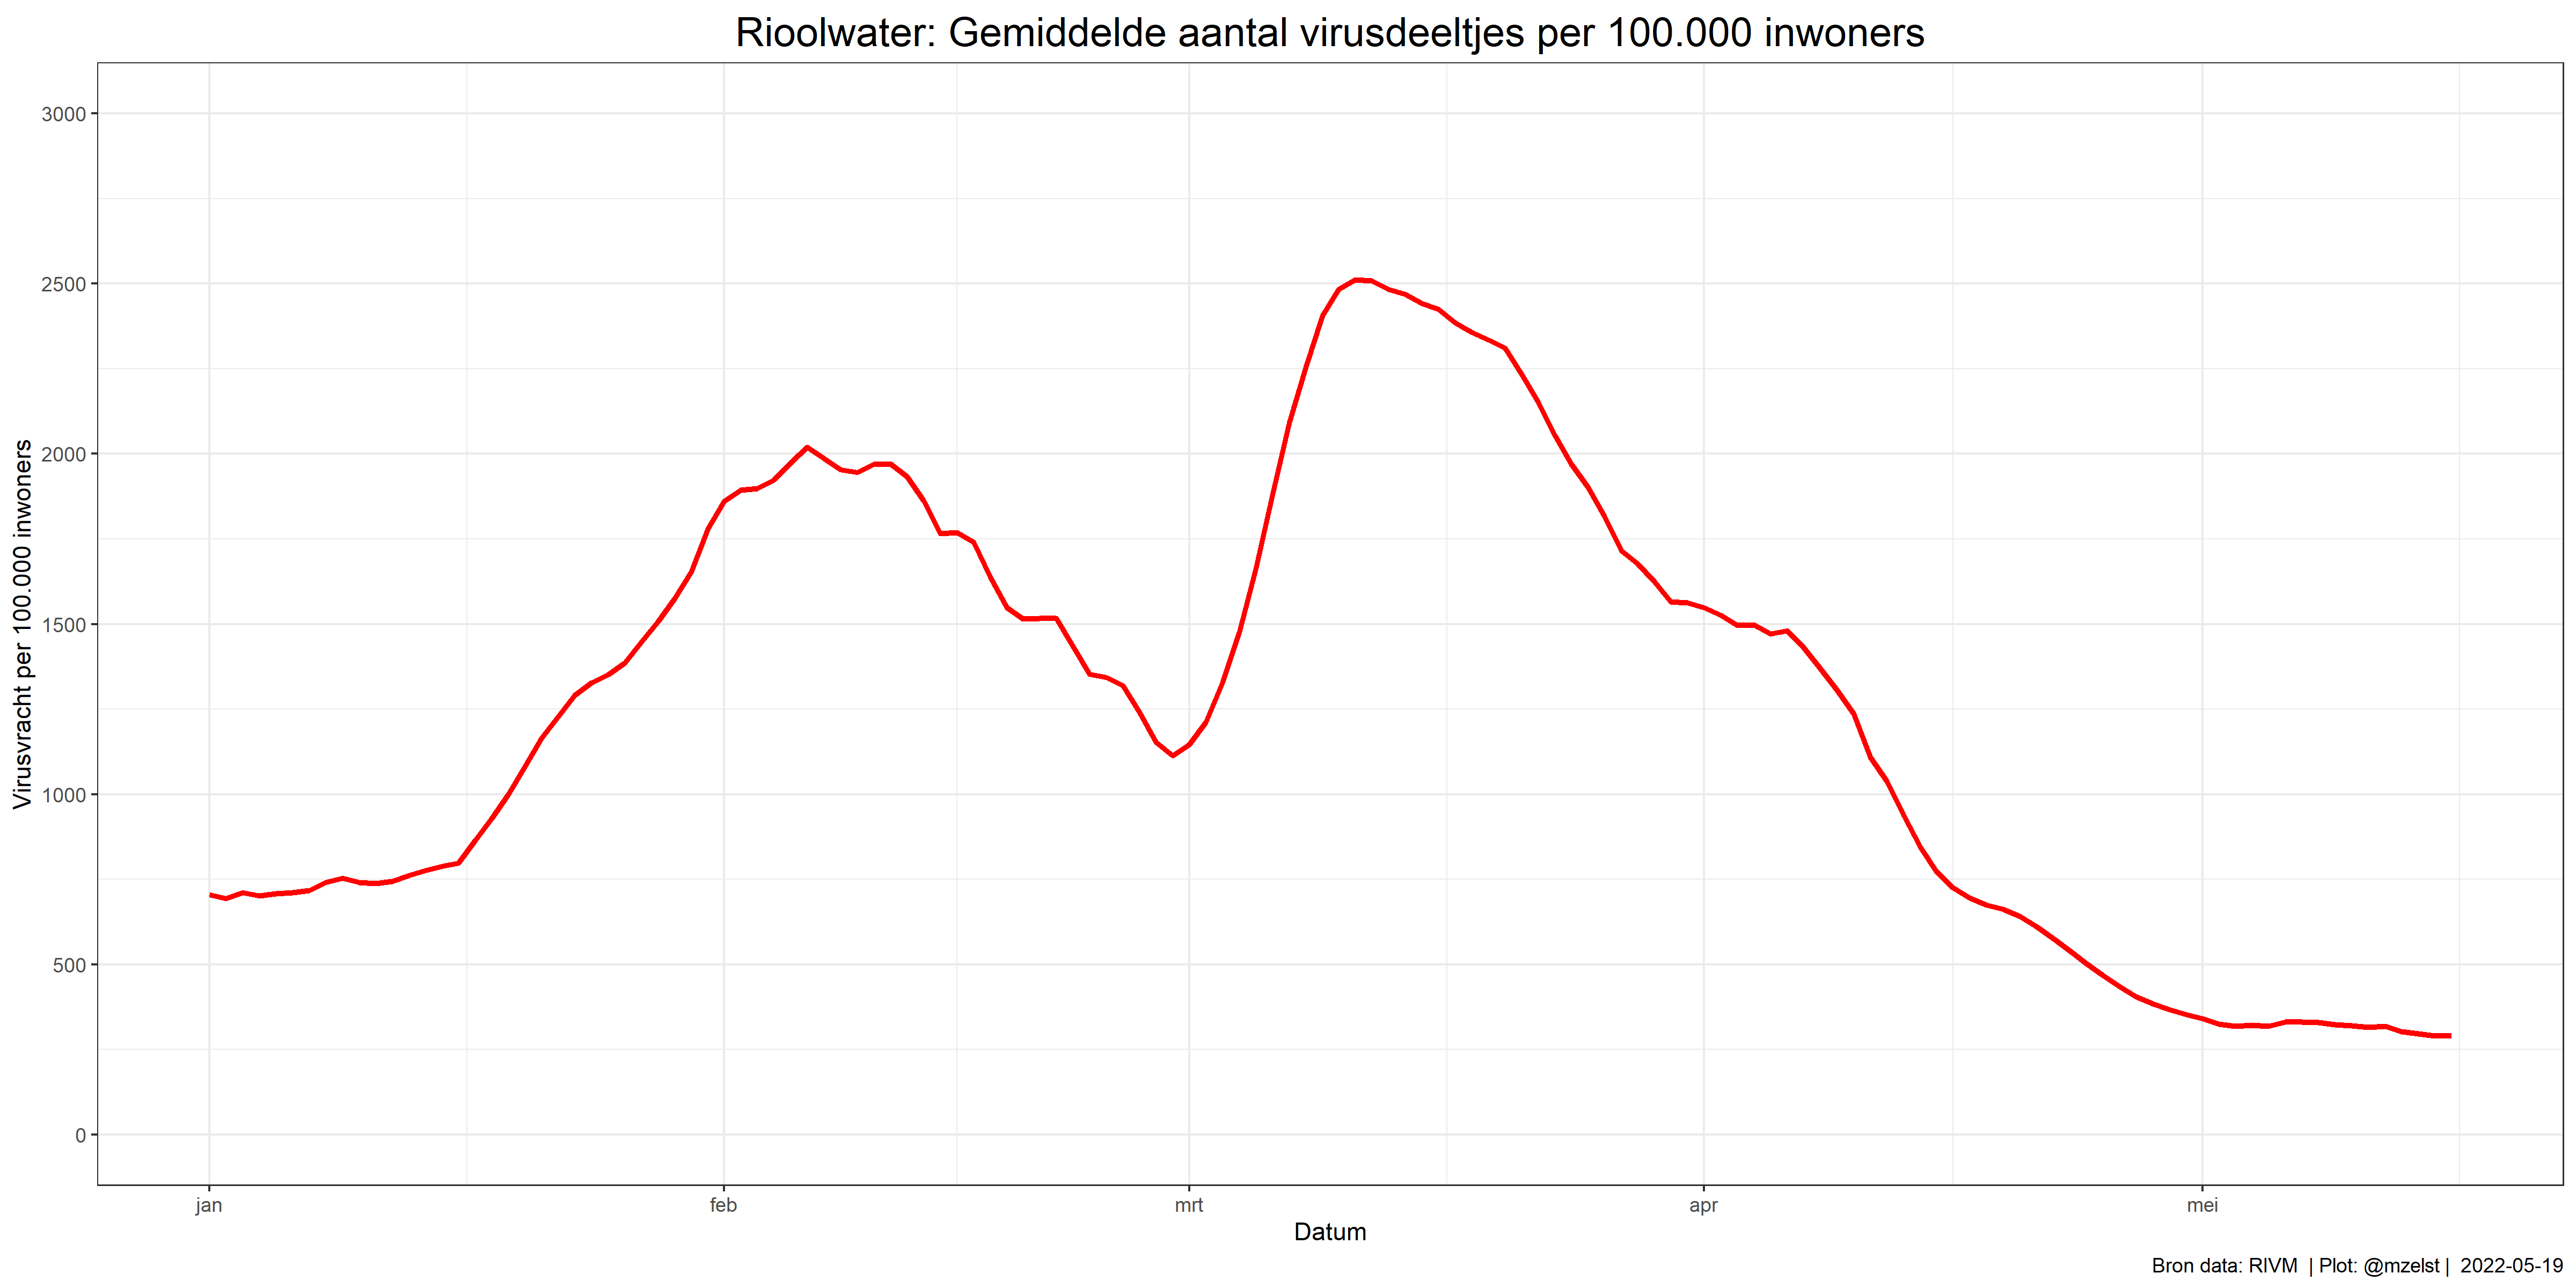 Rioolwater: Gemiddelde aantal virusdeeltjes per 100.000 inwoners
Virusvracht per 100.000 inwoners
3000
2500
2000
1500
1000
500
0
jan feb mrt apr mei
Datum
Bron data: RIVM | Plot: @mzelst | 2022-05-19